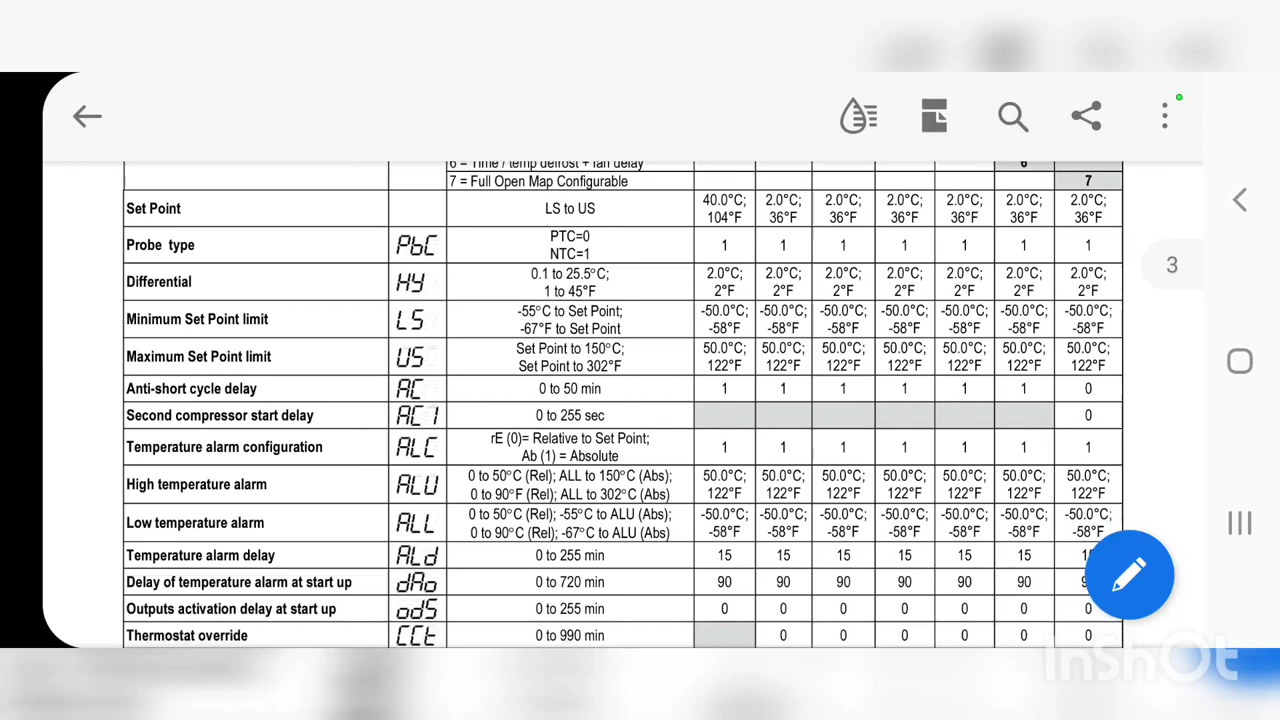 6 = Time / temp defrost + fan delay 6
7 = Full Open Map Configurable 7
Set Point LS to US 40.0°C; 2.0°C; 2.0°C; 2.0°C; 2.0°C; 2.0°C; 2.0°C;
104°F 36°F 36°F 36°F 36°F 36°F 36°F
Probe type PbC PTC=0 1 1 1 1 1 1 1
NTC=1
3
Differential HY 0.1 to 25.5°C; 2.0°C; 2.0°C; 2.0°C; 2.0°C; 2.0°C; 2.0°C; 2.0°C;
1 to 45°F 2°F 2°F 2°F 2°F 2°F 2°F 2°F
Minimum Set Point limit LS -55°C to Set Point; -50.0°C; -50.0°C; -50.0°C; -50.0°C; -50.0°C; -50.0°C; -50.0°C;
-67°F to Set Point -58°F -58°F -58°F -58°F -58°F -58°F -58°F
Maximum Set Point limit US Set Point to 150°C; 50.0°C; 50.0°C; 50.0°C; 50.0°C; 50.0°C; 50.0°C; 50.0°C;
Set Point to 302°F 122°F 122°F 122°F 122°F 122°F 122°F 122°F
Anti-short cycle delay AC 0 to 50 min 1 1 1 1 1 1 0
Second compressor start delay AC1 0 to 255 sec 0
Temperature alarm configuration ALC rE (0)= Relative to Set Point; 1 1 1 1 1 1 1
Ab (1) = Absolute
High temperature alarm ALU 0 to 50°C (Rel); ALL to 150°C (Abs) 50.0°C; 50.0°C; 50.0°C; 50.0°C; 50.0°C; 50.0°C; 50.0°C;
0 to 90°F (Rel); ALL to 302°C (Abs) 122°F 122°F 122°F 122°F 122°F 122°F 122°F
Low temperature alarm ALL 0 to 50°C (Rel); -55°C to ALU (Abs); -50.0°C; -50.0°C; -50.0°C; -50.0°C; -50.0°C; -50.0°C; -50.0°C;
0 to 90°C (Rel); -67°C to ALU (Abs) -58°F -58°F -58°F -58°F -58°F -58°F -58°F
Temperature alarm delay ALd 0 to 255 min 15 15 15 15 15 15
Delay of temperature alarm at start up dAo 0 to 720 min 90 90 90 90 90 90
Outputs activation delay at start up odS 0 to 255 min 0 0 0 0 0 0 0
Thermostat override CCt 0 to 990 min 0 0 0 0 0 0
InShOt